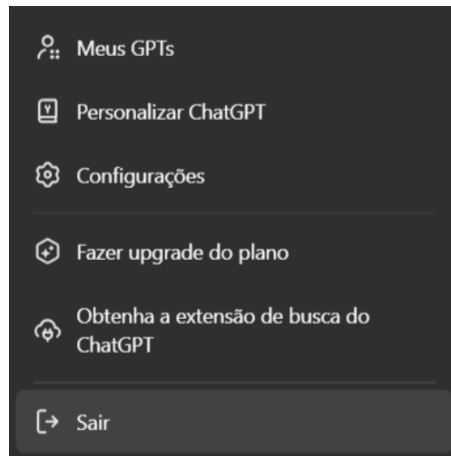 Meus GPTs
Personalizar ChatGPT
Configurações
Fazer upgrade do plano
Obtenha a extensão de busca do
ChatGPT
Sair